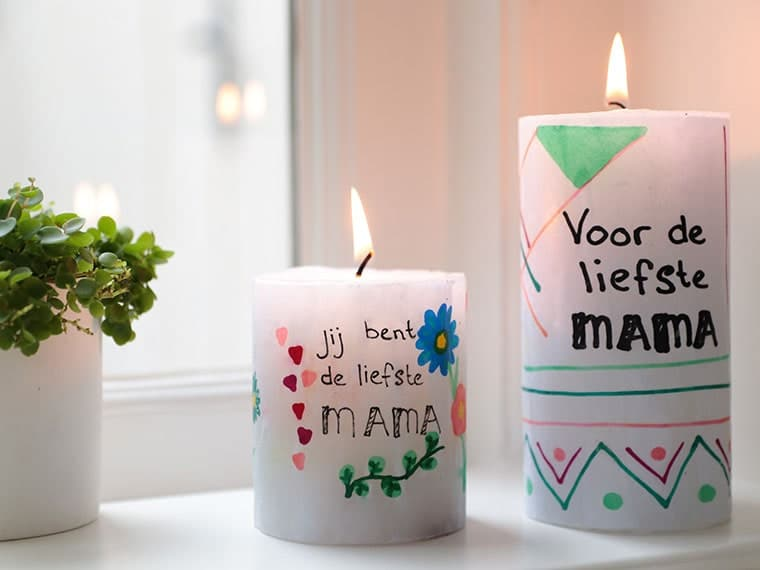 jij bent
de liefste
MAMA
Voor de
liefste
MAMA